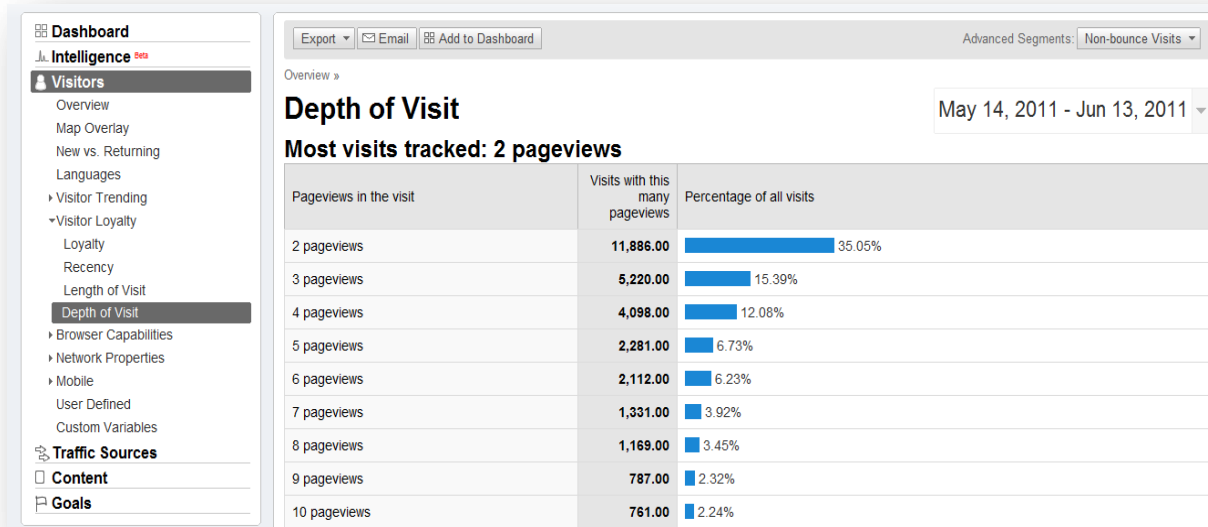 Dashboard
Intelligence Beta
Visitors
Overview
Map Overlay
New vs. Returning
Languages
Visitor Trending
Visitor Loyalty
Loyalty
Recency
Length of Visit
Depth of Visit
Browser Capabilities
Network Properties
Mobile
User Defined
Custom Variables
Traffic Sources
Content
Goals
Export Email Add to Dashboard Advanced Segments: Non-bounce Visits
Overview »
Depth of Visit May 14, 2011 - Jun 13, 2011
Most visits tracked: 2 pageviews
Pageviews in the visit Visits with this many pageviews Percentage of all visits
2 pageviews 11,886.00 35.05%
3 pageviews 5,220.00 15.39%
4 pageviews 4,098.00 12.08%
5 pageviews 2,281.00 6.73%
6 pageviews 2,112.00 6.23%
7 pageviews 1,331.00 3.92%
8 pageviews 1,169.00 3.45%
9 pageviews 787.00 2.32%
10 pageviews 761.00 2.24%